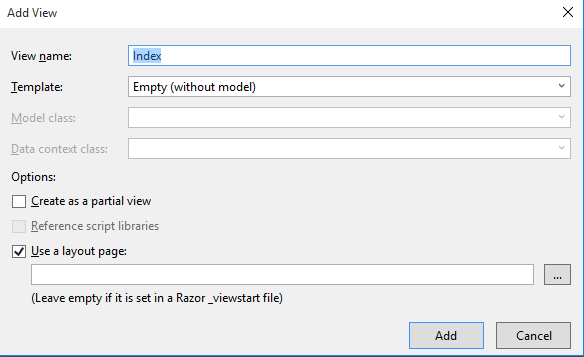 Add View
View name: Index
Template: Empty (without model)
Model class:
Data context class:
Options:
Create as a partial view
Reference script libraries
Use a layout page:
...
(Leave empty if it is set in a Razor _viewstart file)
Add Cancel